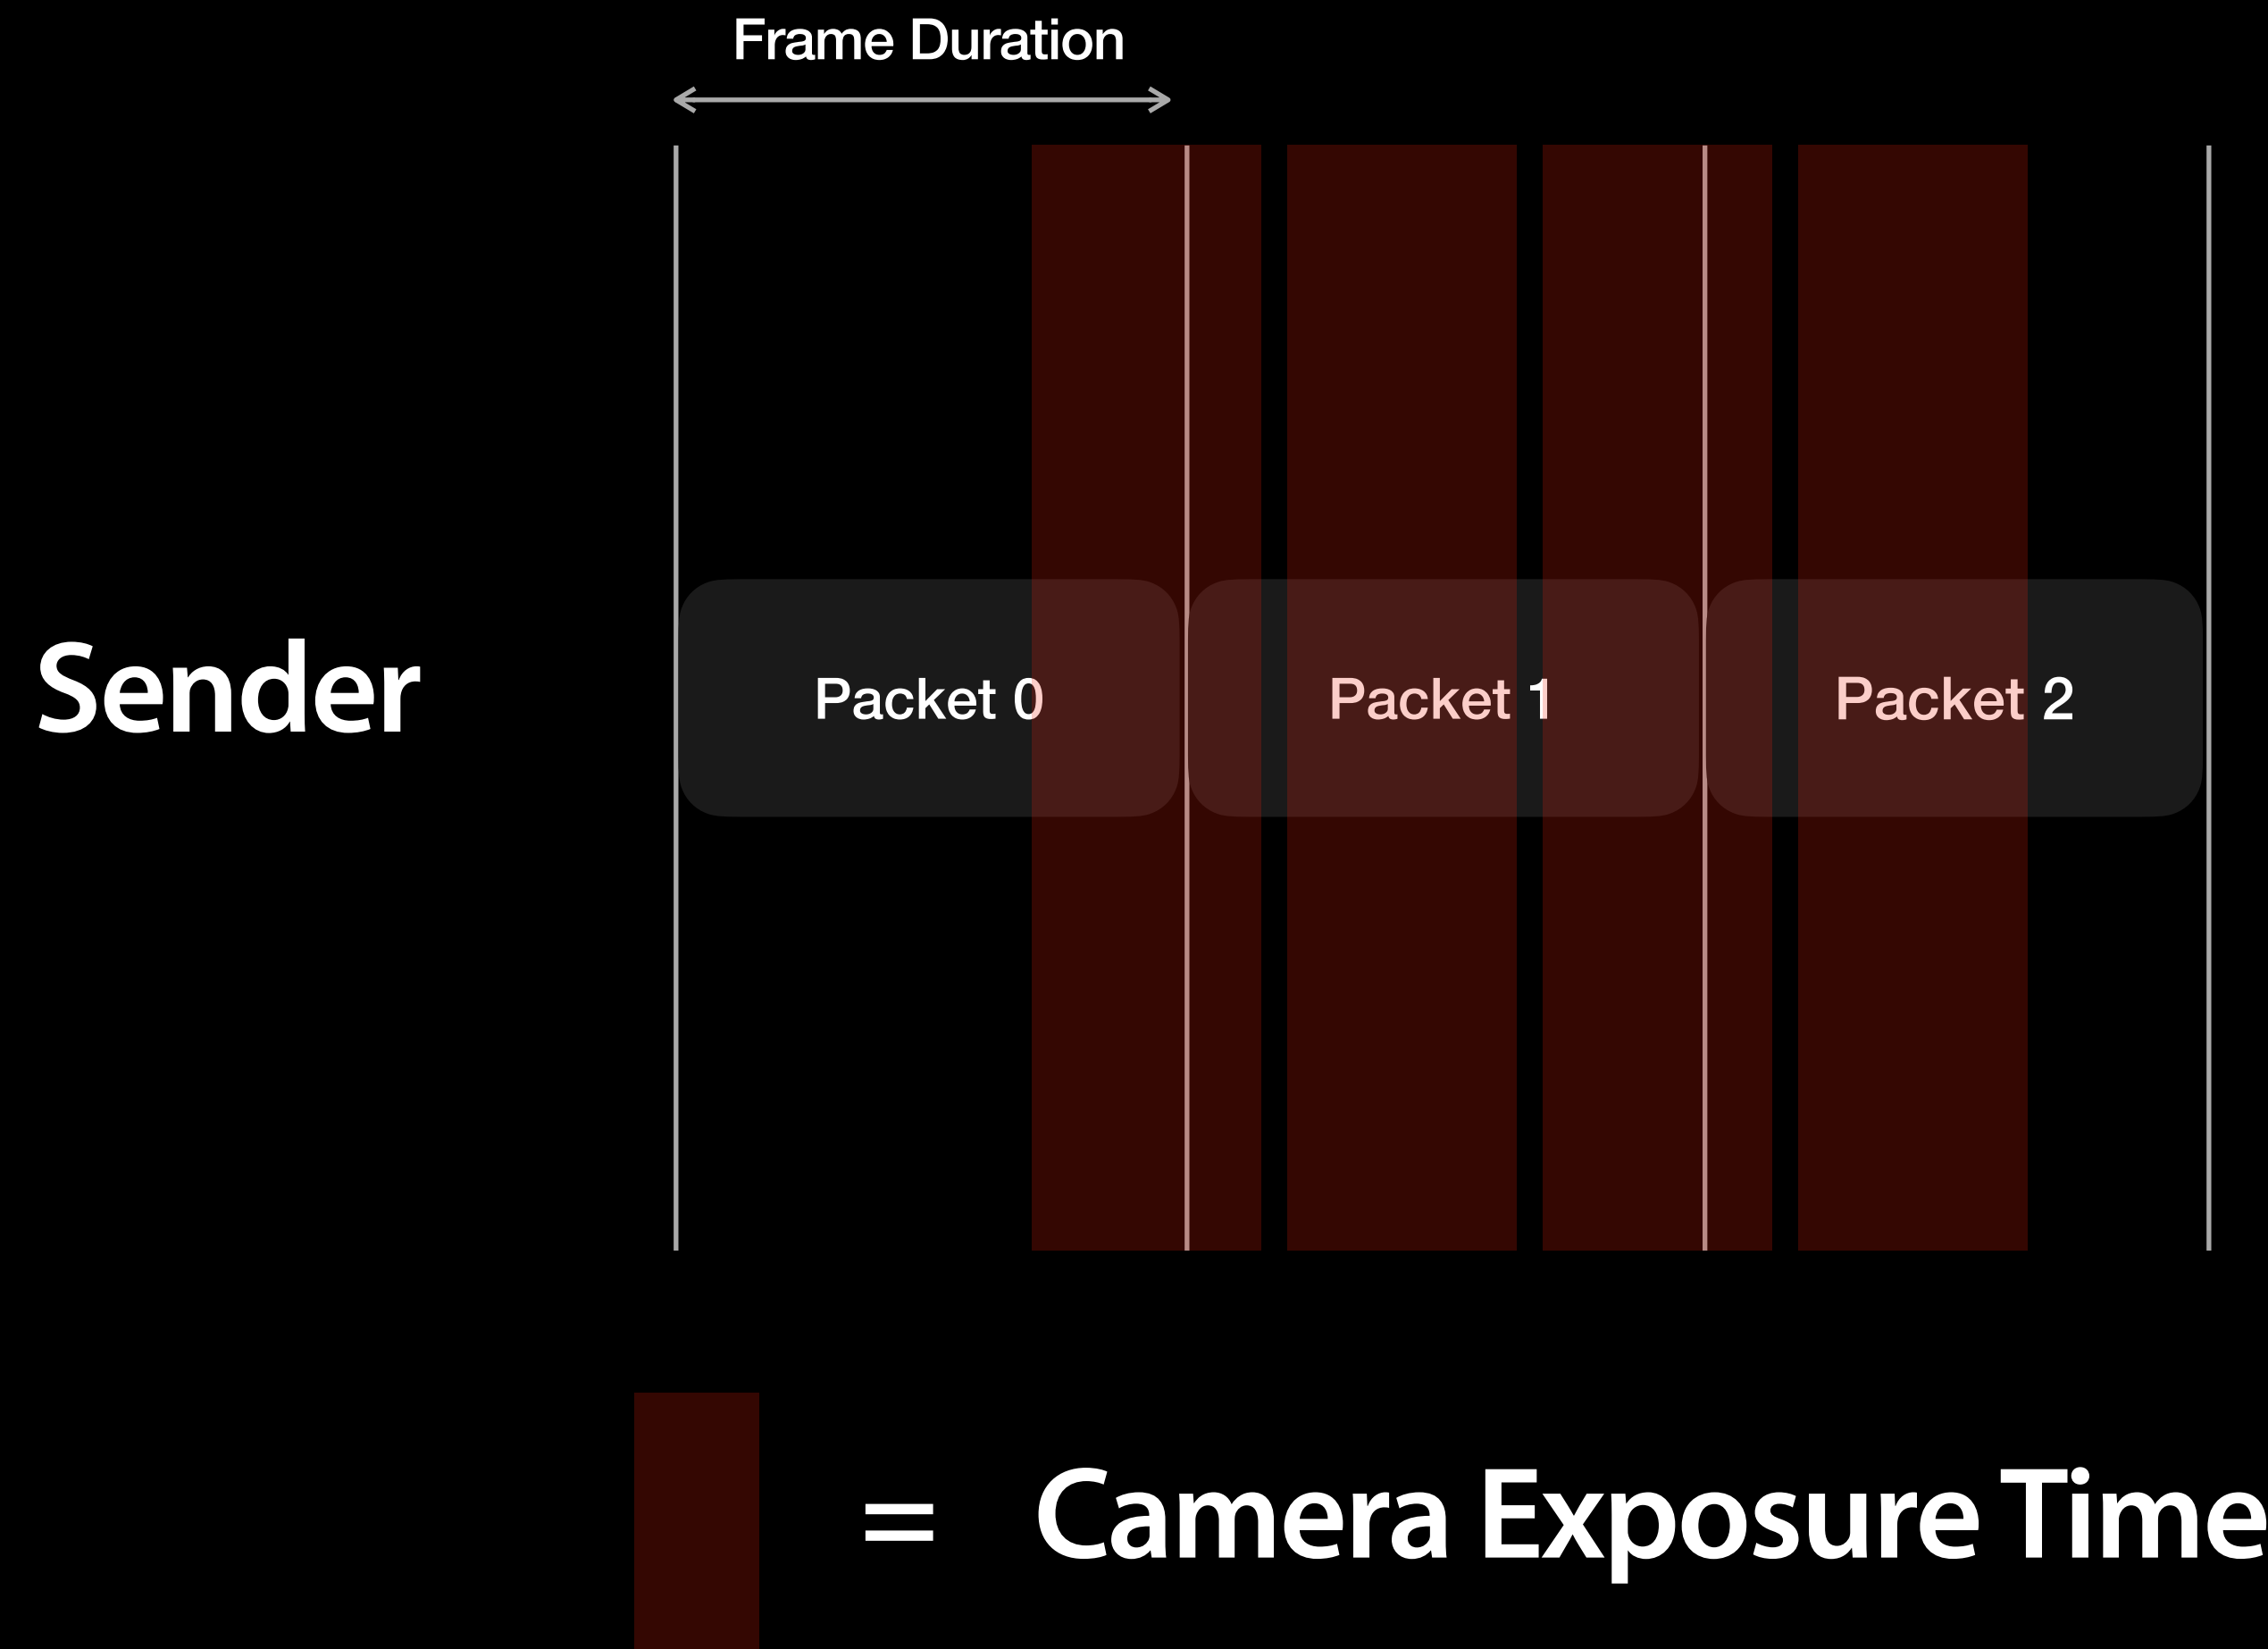 Frame Duration
Sender
Packet 0
Packet 1
Packet 2
= Camera Exposure Time